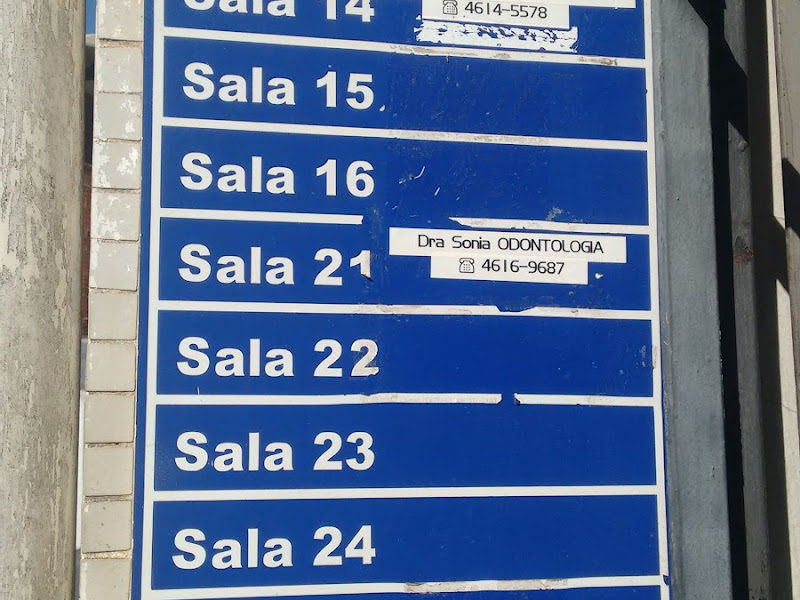 Sala 14
☏ 4614-5578
Sala 15
Sala 16
Sala 21
Dra Sonia ODONTOLOGIA
☏ 4616-9687
Sala 22
Sala 23
Sala 24